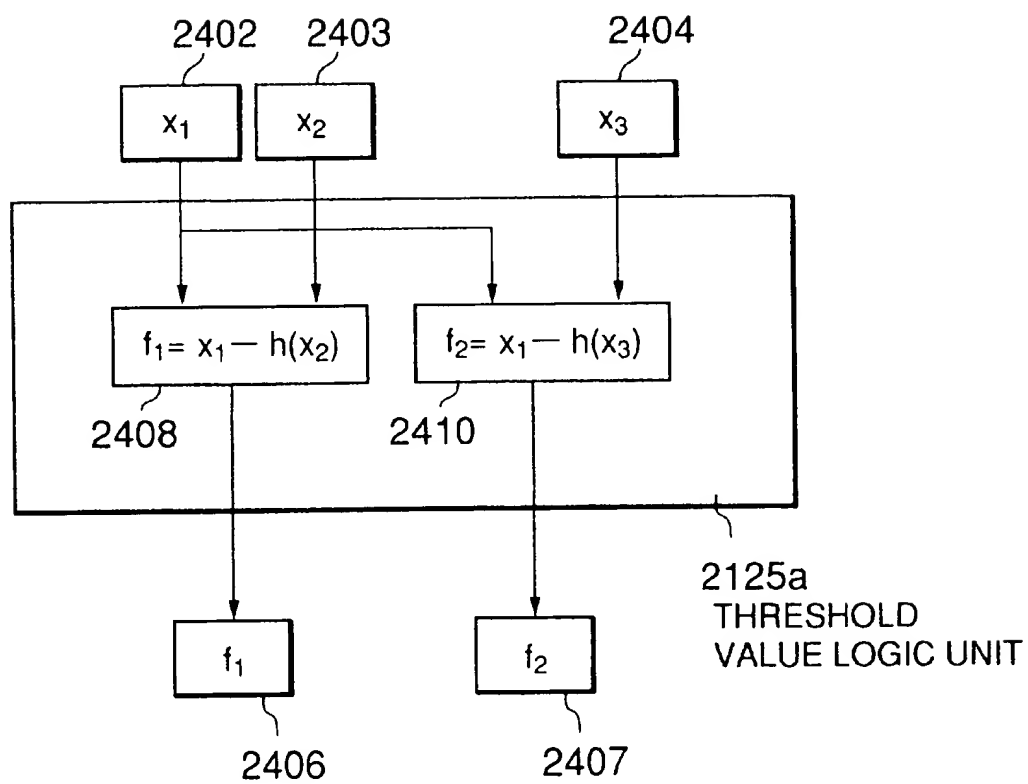 2402
2403
2404
x₁
x₂
x₃
f₁= x₁ — h(x₂)
f₂= x₁ — h(x₃)
2408
2410
2125a
THRESHOLD
VALUE LOGIC UNIT
f₁
f₂
2406
2407